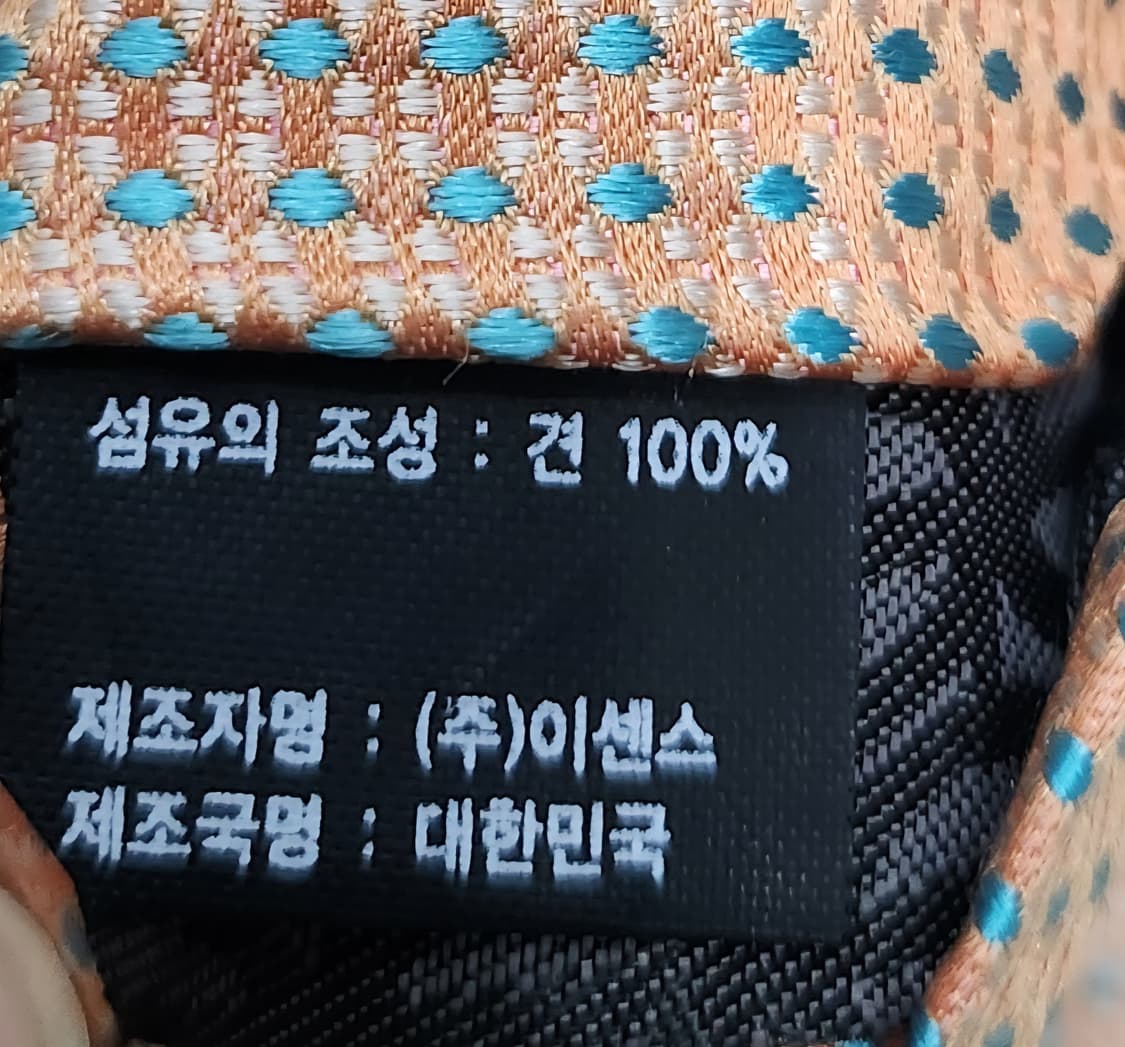 섬유의 조성 : 견 100%
제조자명 : (주)이센스
제조국명 : 대한민국